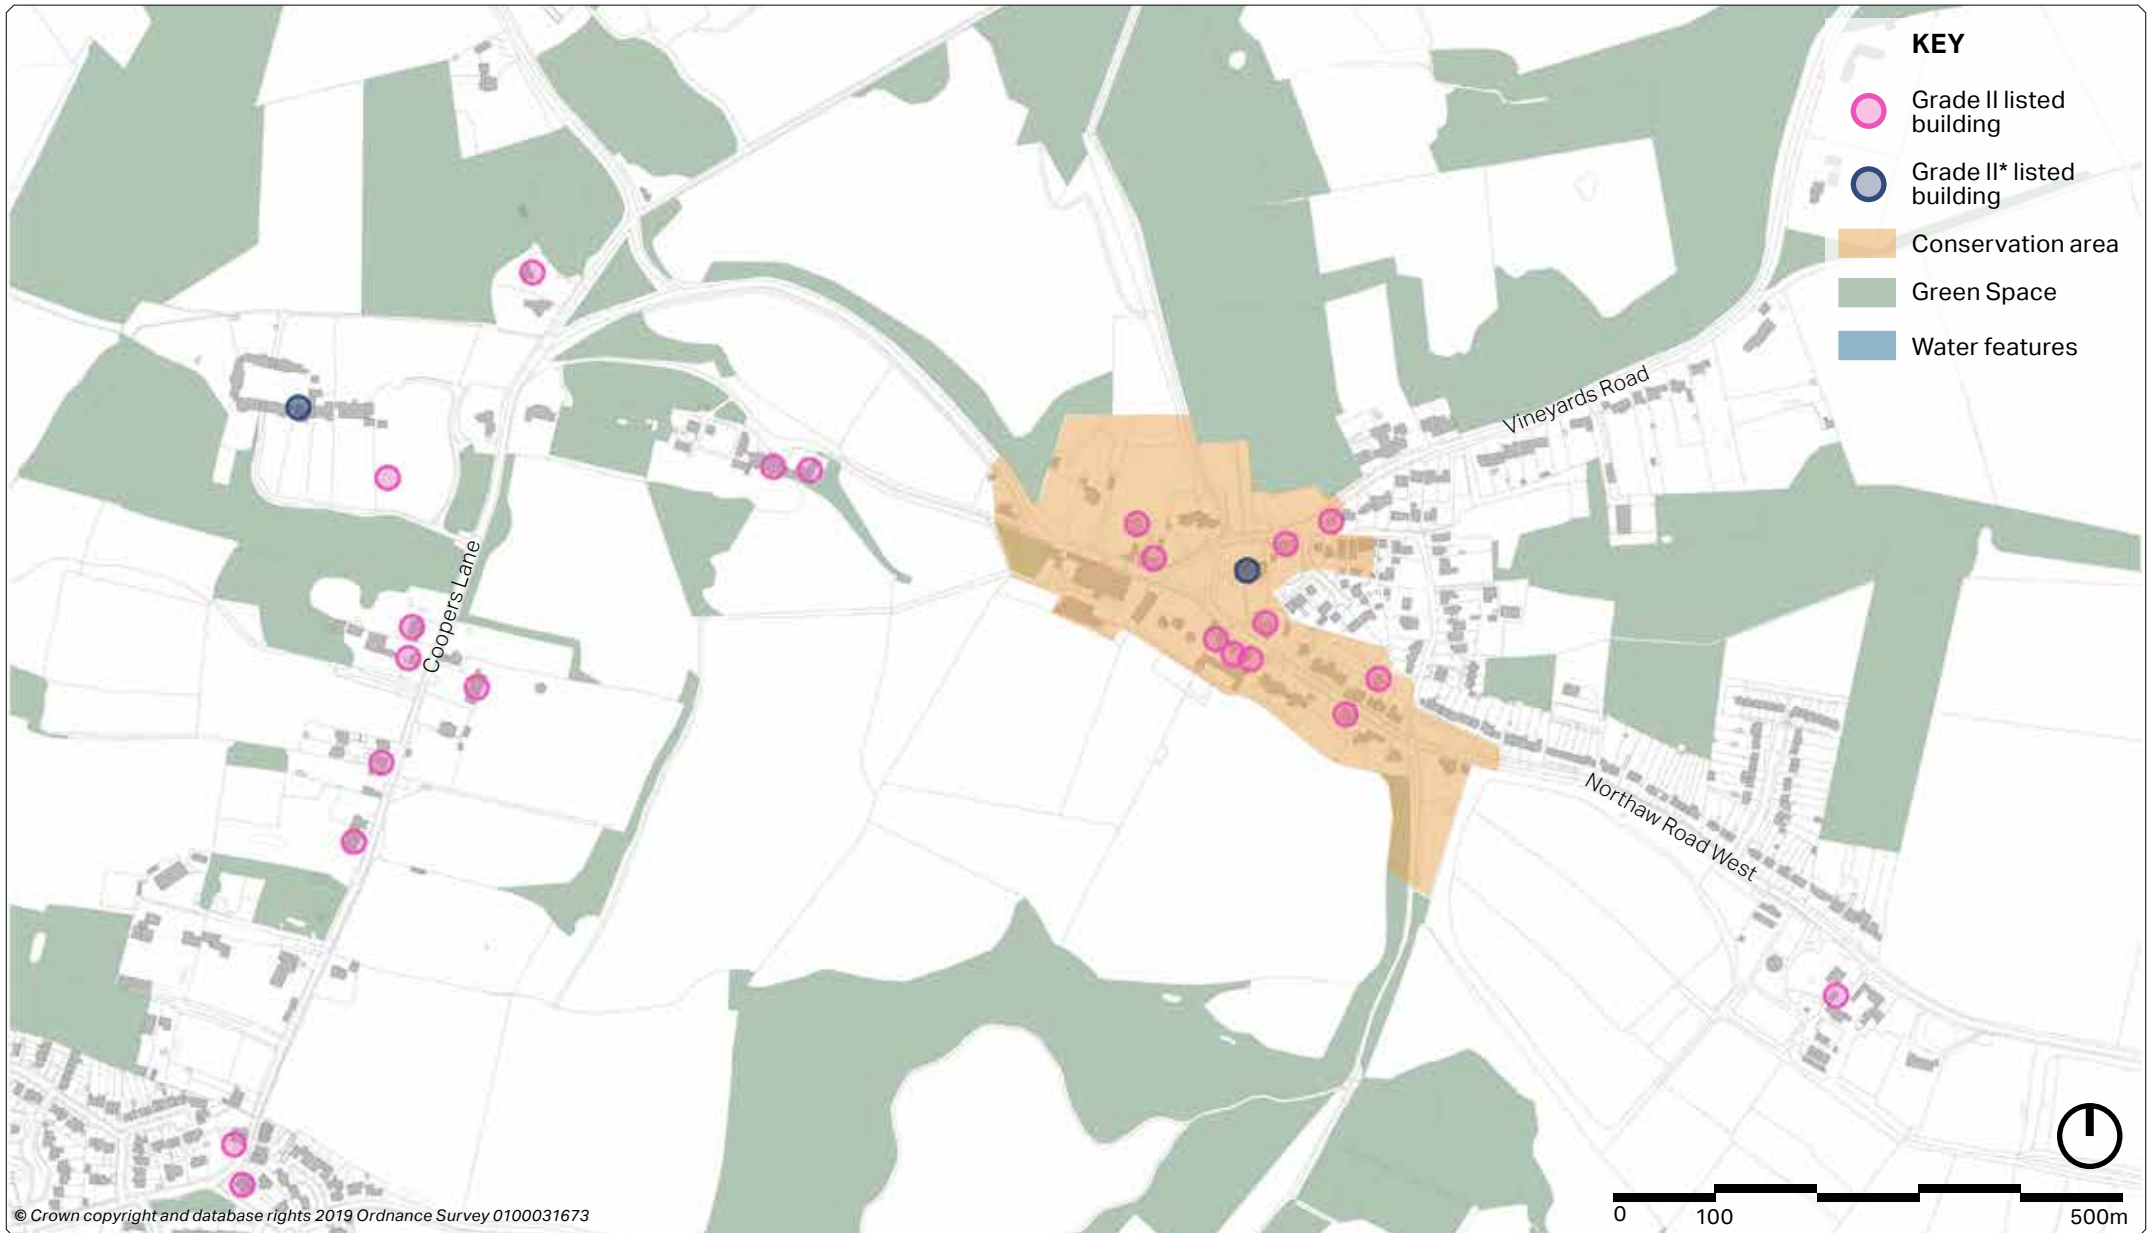 KEY
Grade II listed
building
Grade II* listed
building
Conservation area
Green Space
Water features
Vineyards Road
Coopers Lane
Northaw Road West
0 100 500m
© Crown copyright and database rights 2019 Ordnance Survey 0100031673